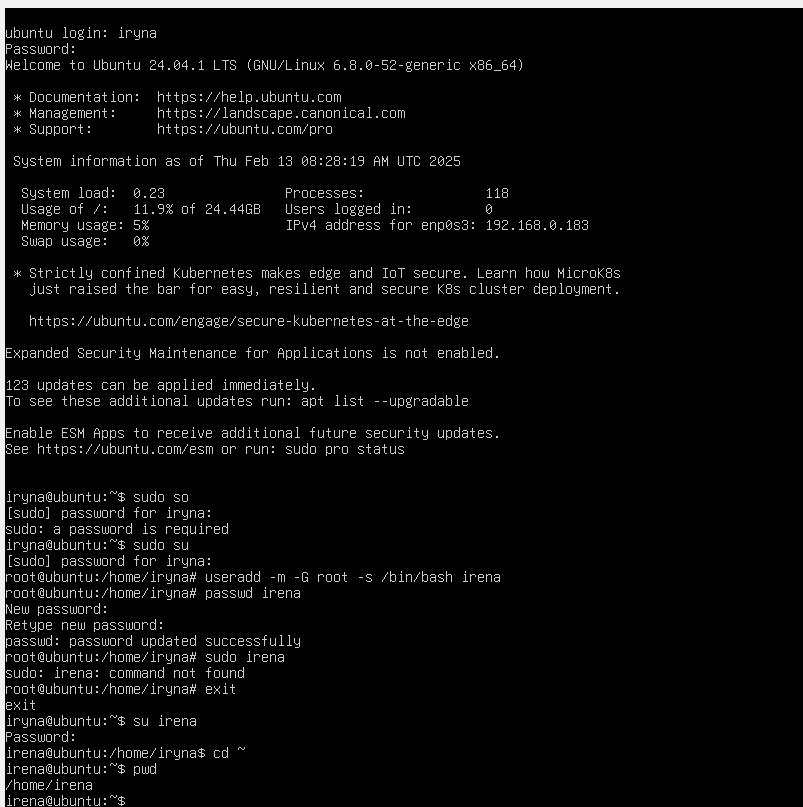 ubuntu login: iryna
Password:
Welcome to Ubuntu 24.04.1 LTS (GNU/Linux 6.8.0-52-generic x86_64)
* Documentation:  https://help.ubuntu.com
* Management:     https://landscape.canonical.com
* Support:        https://ubuntu.com/pro
System information as of Thu Feb 13 08:28:19 AM UTC 2025
System load:  0.23               Processes:               118
Usage of /:   11.9% of 24.44GB   Users logged in:         0
Memory usage: 5%                 IPv4 address for enp0s3: 192.168.0.183
Swap usage:   0%
* Strictly confined Kubernetes makes edge and IoT secure. Learn how MicroK8s
just raised the bar for easy, resilient and secure K8s cluster deployment.
https://ubuntu.com/engage/secure-kubernetes-at-the-edge
Expanded Security Maintenance for Applications is not enabled.
123 updates can be applied immediately.
To see these additional updates run: apt list --upgradable
Enable ESM Apps to receive additional future security updates.
See https://ubuntu.com/esm or run: sudo pro status
iryna@ubuntu:~$ sudo so
[sudo] password for iryna:
sudo: a password is required
iryna@ubuntu:~$ sudo su
[sudo] password for iryna:
root@ubuntu:/home/iryna# useradd -m -G root -s /bin/bash irena
root@ubuntu:/home/iryna# passwd irena
New password:
Retype new password:
passwd: password updated successfully
root@ubuntu:/home/iryna# sudo irena
sudo: irena: command not found
root@ubuntu:/home/iryna# exit
exit
iryna@ubuntu:~$ su irena
Password:
irena@ubuntu:/home/iryna$ cd ~
irena@ubuntu:~$ pwd
/home/irena
irena@ubuntu:~$